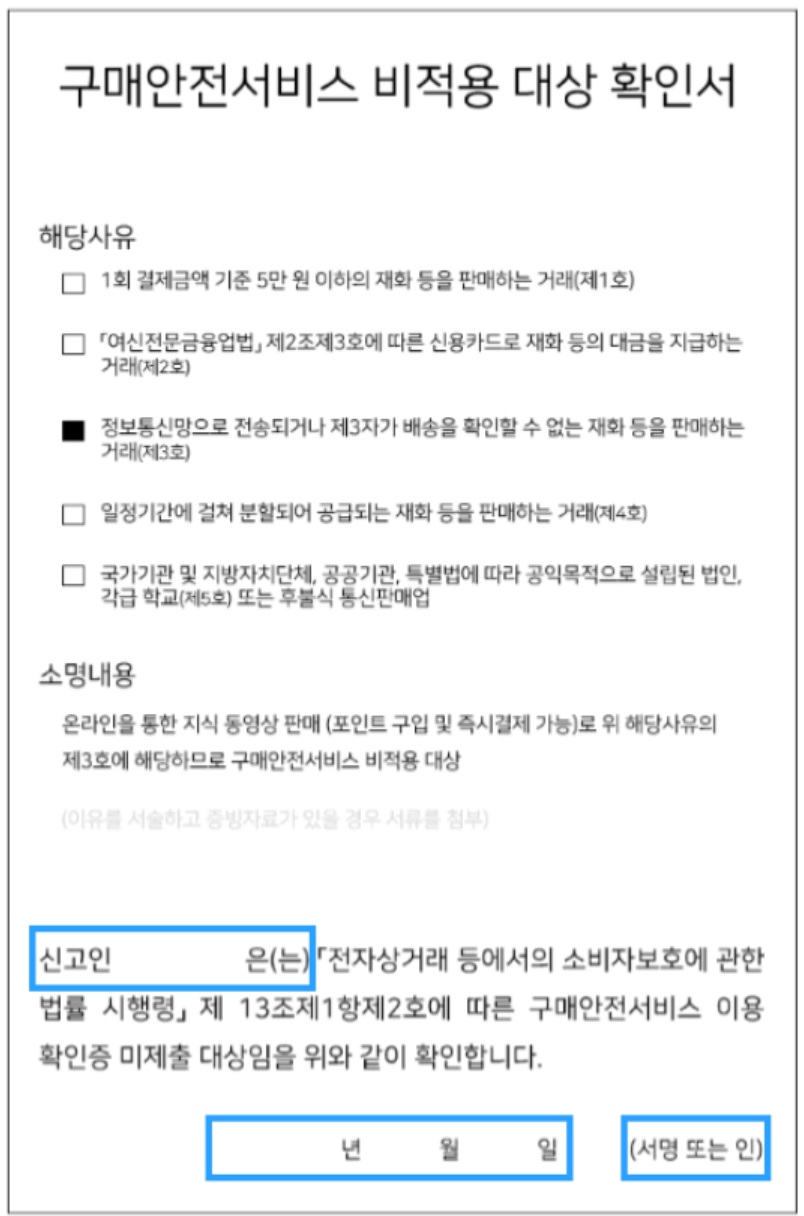 구매안전서비스 비적용 대상 확인서
해당사유
□ 1회 결제금액 기준 5만 원 이하의 재화 등을 판매하는 거래(제1호)
□ 「여신전문금융업법」 제2조제3호에 따른 신용카드로 재화 등의 대금을 지급하는
거래(제2호)
■ 정보통신망으로 전송되거나 제3자가 배송을 확인할 수 없는 재화 등을 판매하는
거래(제3호)
□ 일정기간에 걸쳐 분할되어 공급되는 재화 등을 판매하는 거래(제4호)
□ 국가기관 및 지방자치단체, 공공기관, 특별법에 따라 공익목적으로 설립된 법인,
각급 학교(제5호) 또는 후불식 통신판매업
소명내용
온라인을 통한 지식 동영상 판매 (포인트 구입 및 즉시결제 가능)로 위 해당사유의
제3호에 해당하므로 구매안전서비스 비적용 대상
(이유를 서술하고 증빙자료가 있을 경우 서류를 첨부)
신고인 은(는)「전자상거래 등에서의 소비자보호에 관한
법률 시행령」 제 13조제1항제2호에 따른 구매안전서비스 이용
확인증 미제출 대상임을 위와 같이 확인합니다.
년 월 일 (서명 또는 인)